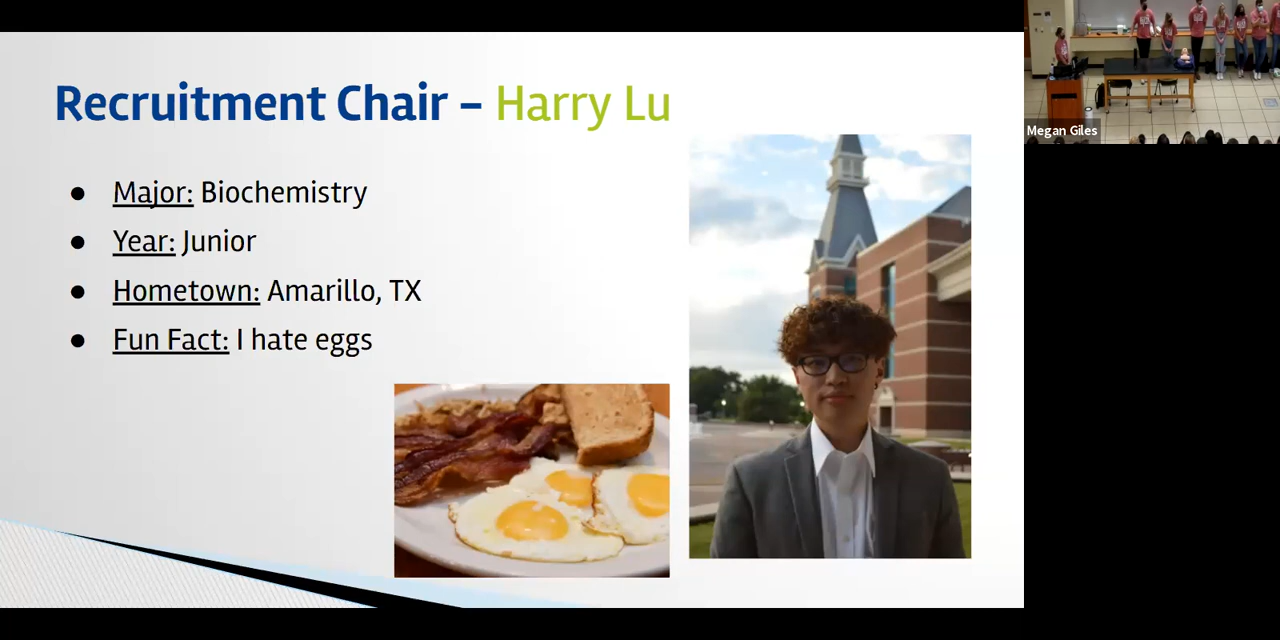 Recruitment Chair – Harry Lu
● Major: Biochemistry
● Year: Junior
● Hometown: Amarillo, TX
● Fun Fact: I hate eggs
Megan Giles